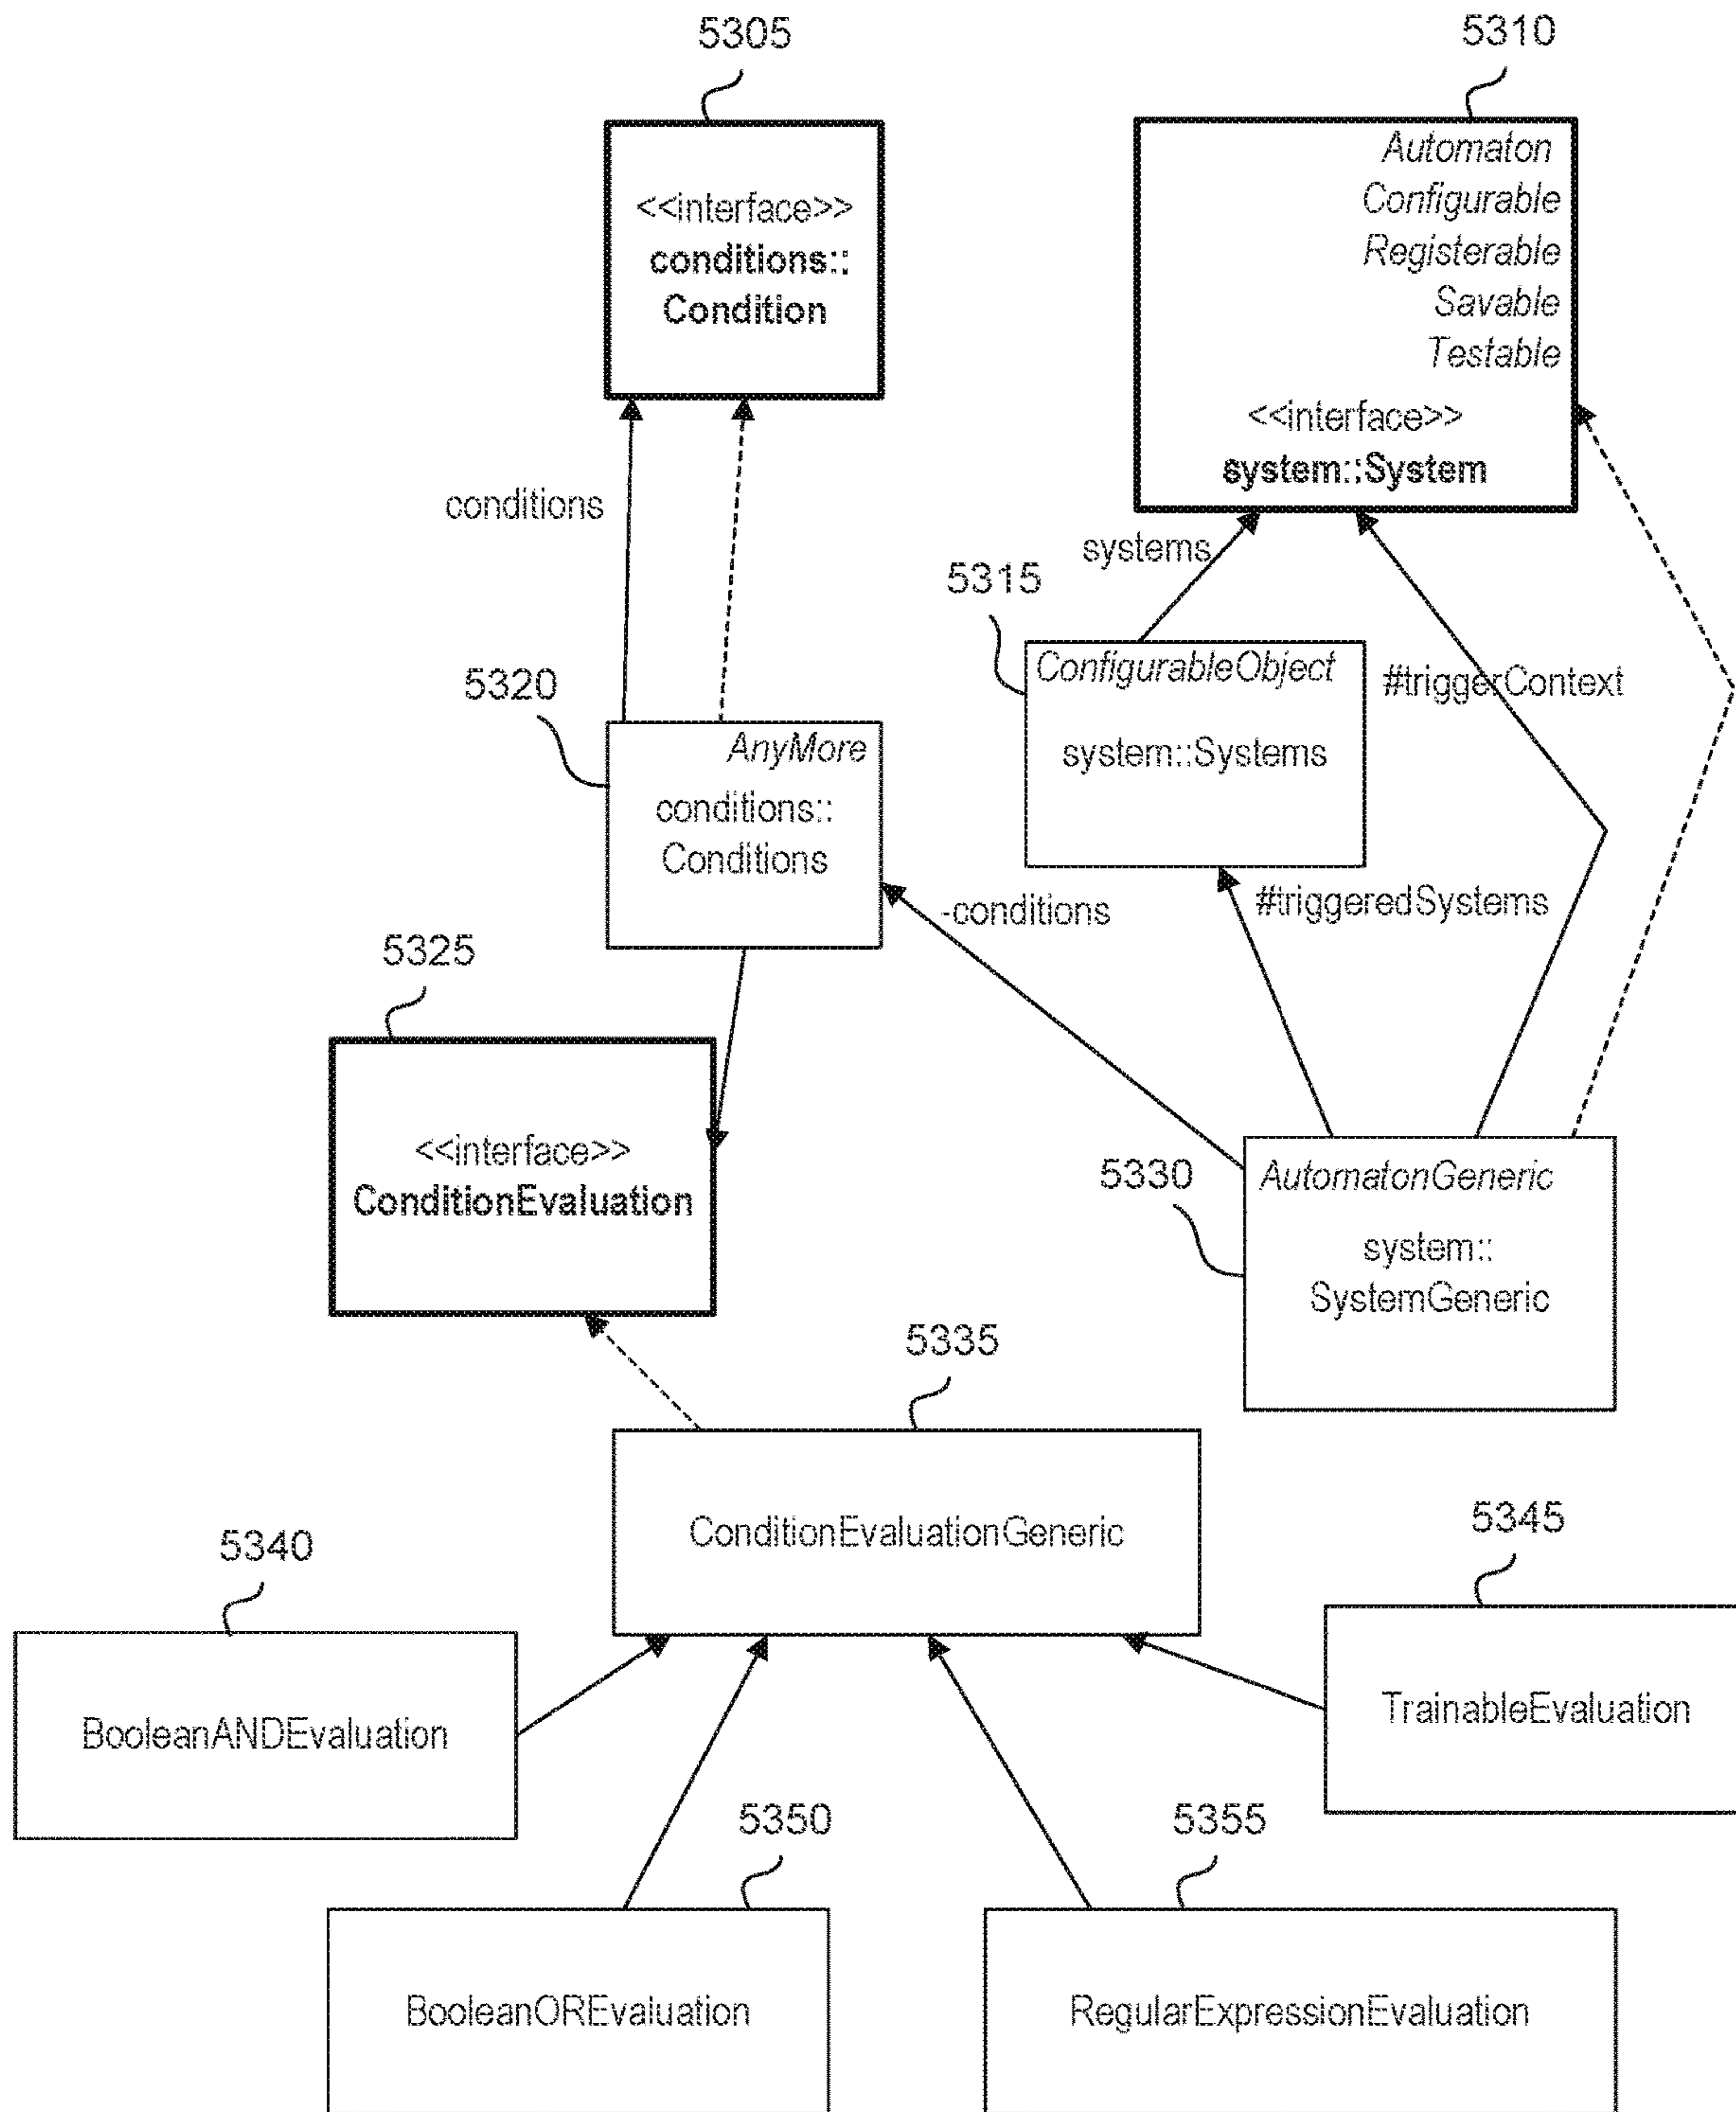 5305
5310
<<interface>>
conditions::
Condition
Automaton
Configurable
Registerable
Savable
Testable
<<interface>>
system::System
conditions
systems
5315
ConfigurableObject
system::Systems
#triggerContext
5320
AnyMore
conditions::
Conditions
-conditions
#triggeredSystems
5325
<<interface>>
ConditionEvaluation
5330
AutomatonGeneric
system::
SystemGeneric
5335
ConditionEvaluationGeneric
5340
BooleanANDEvaluation
5345
TrainableEvaluation
5350
BooleanOREvaluation
5355
RegularExpressionEvaluation